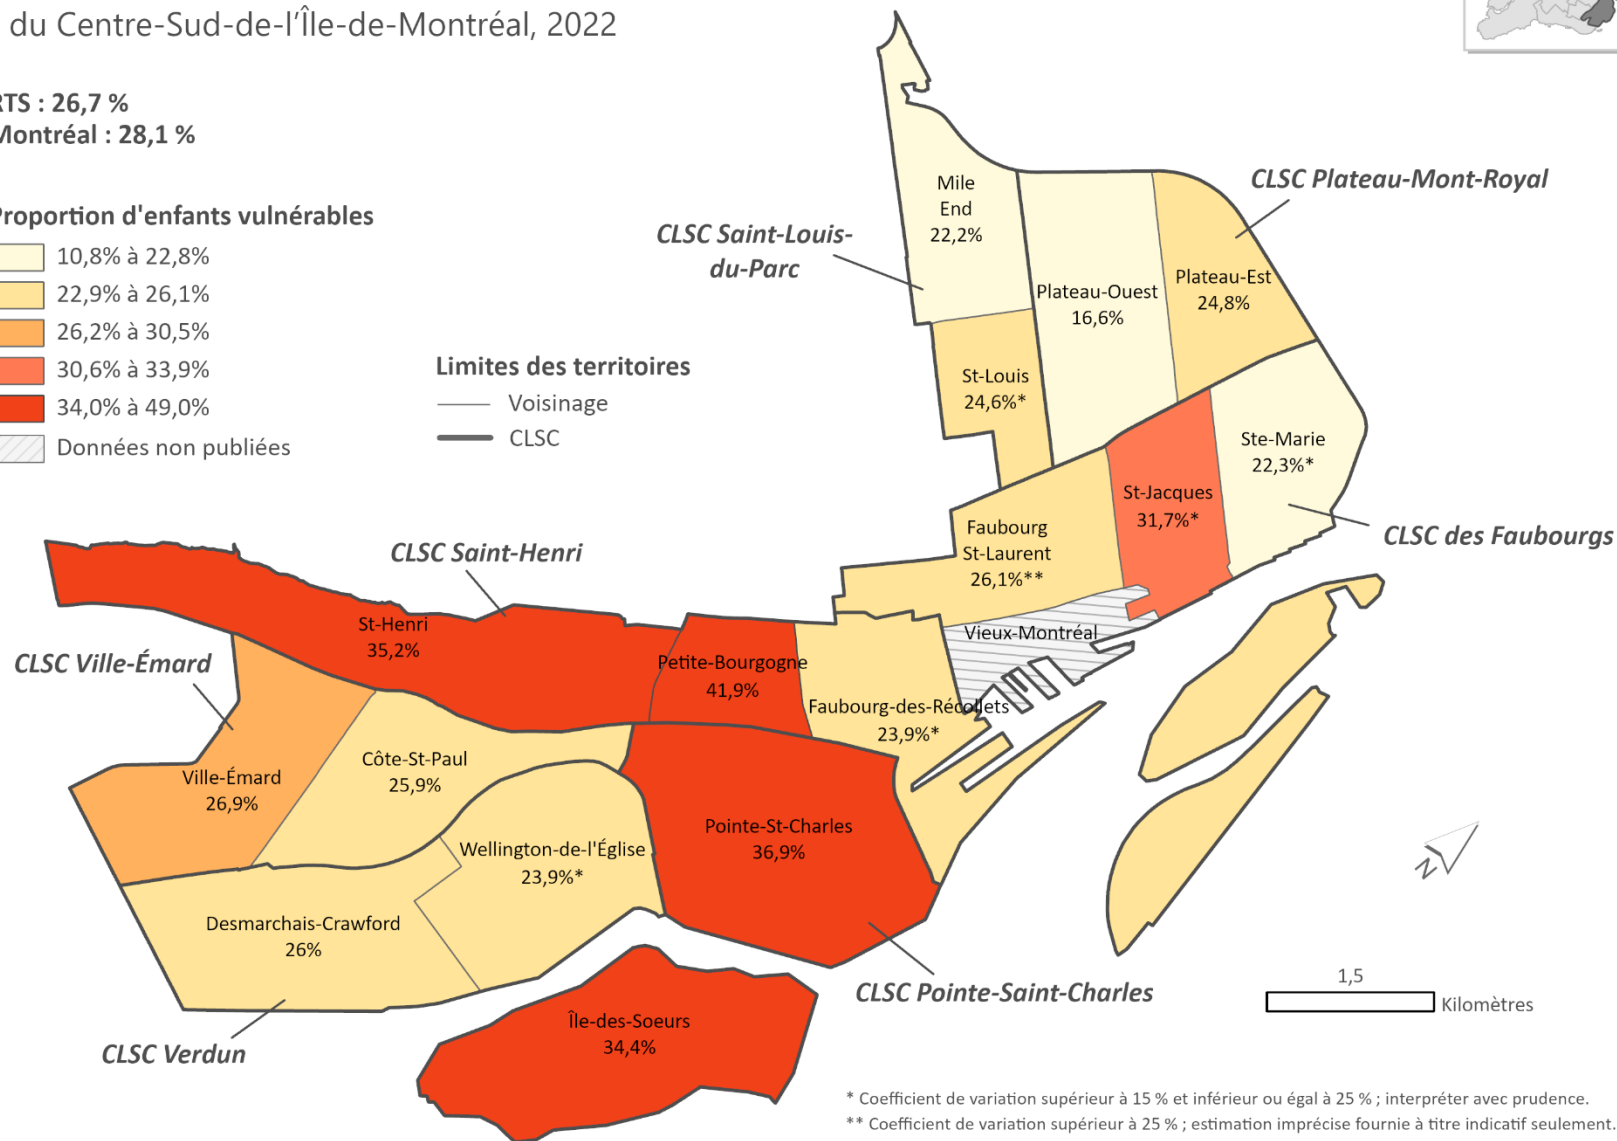 du Centre-Sud-de-l'Île-de-Montréal, 2022
RTS : 26,7 %
Montréal : 28,1 %
Proportion d'enfants vulnérables
10,8% à 22,8%
22,9% à 26,1%
26,2% à 30,5%
30,6% à 33,9%
34,0% à 49,0%
Données non publiées
Limites des territoires
Voisinage
CLSC
CLSC Saint-Louis-
du-Parc
CLSC Plateau-Mont-Royal
Mile
End
22,2%
Plateau-Ouest
16,6%
Plateau-Est
24,8%
St-Louis
24,6%*
Ste-Marie
22,3%*
St-Jacques
31,7%*
Faubourg
St-Laurent
26,1%**
CLSC des Faubourgs
CLSC Saint-Henri
St-Henri
35,2%
CLSC Ville-Émard
Petite-Bourgogne
41,9%
Vieux-Montréal
Faubourg-des-Récollets
23,9%*
Ville-Émard
26,9%
Côte-St-Paul
25,9%
Wellington-de-l'Église
23,9%*
Pointe-St-Charles
36,9%
Desmarchais-Crawford
26%
CLSC Verdun
Île-des-Soeurs
34,4%
CLSC Pointe-Saint-Charles
N
1,5
Kilomètres
* Coefficient de variation supérieur à 15 % et inférieur ou égal à 25 % ; interpréter avec prudence.
** Coefficient de variation supérieur à 25 % ; estimation imprécise fournie à titre indicatif seulement.